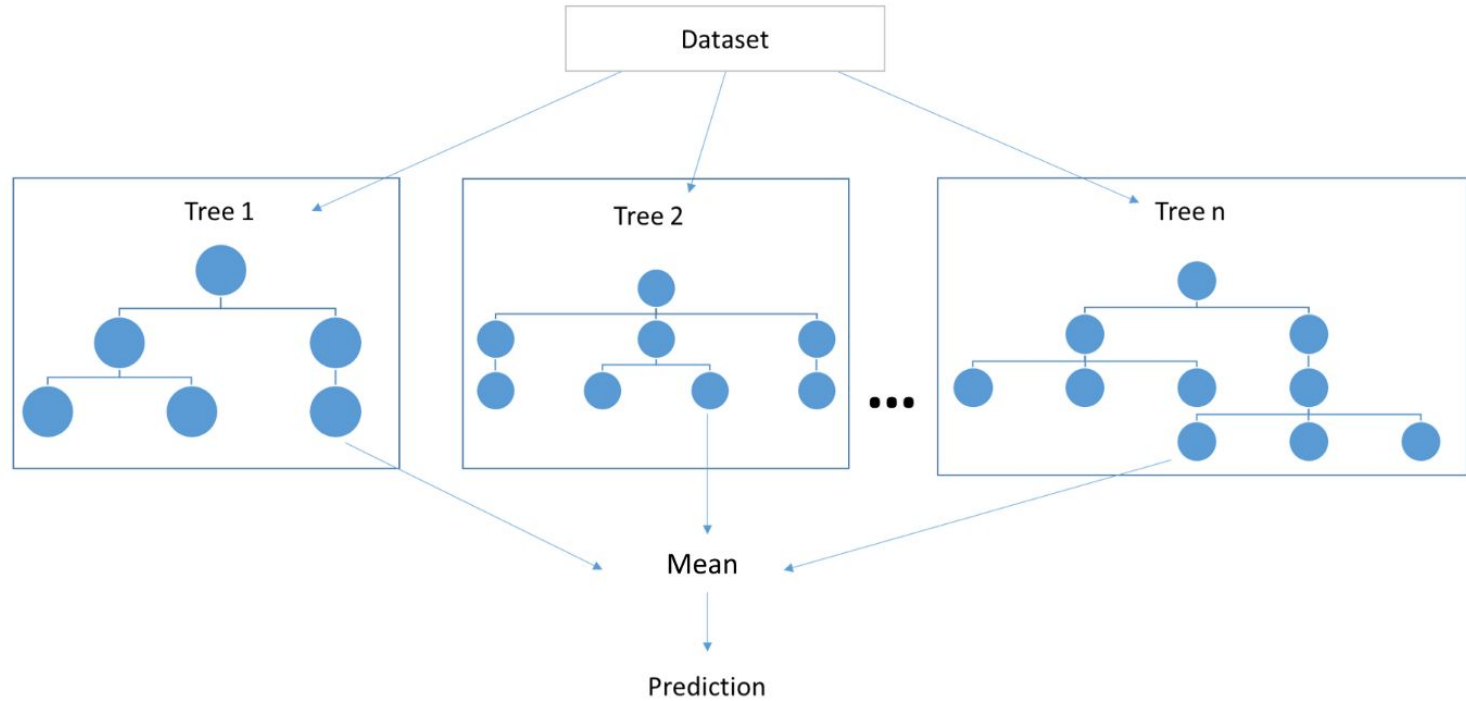 Dataset
Tree 1
Tree 2
Tree n
...
Mean
Prediction